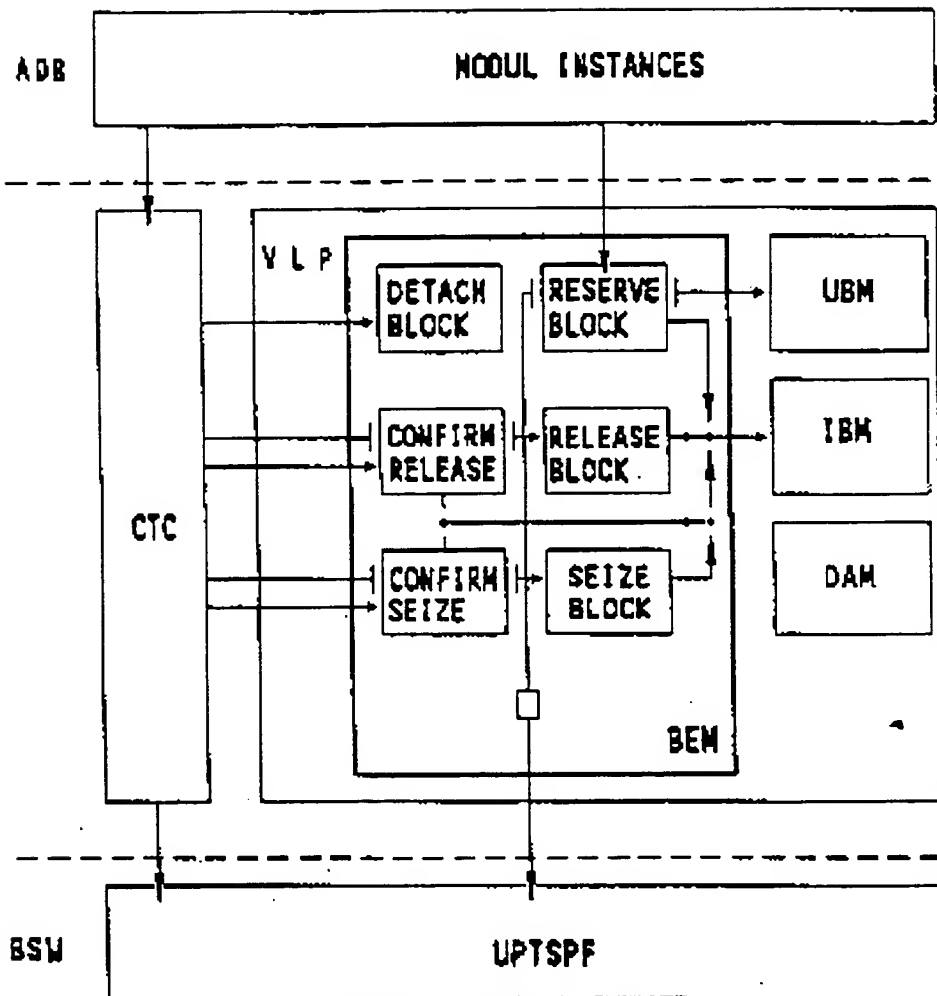 ADB
MODUL INSTANCES
V L P
DETACH
BLOCK
RESERVE
BLOCK
UBM
CONFIRM
RELEASE
RELEASE
BLOCK
IBM
CTC
CONFIRM
SEIZE
SEIZE
BLOCK
DAM
BEM
BSW
UPTSPF